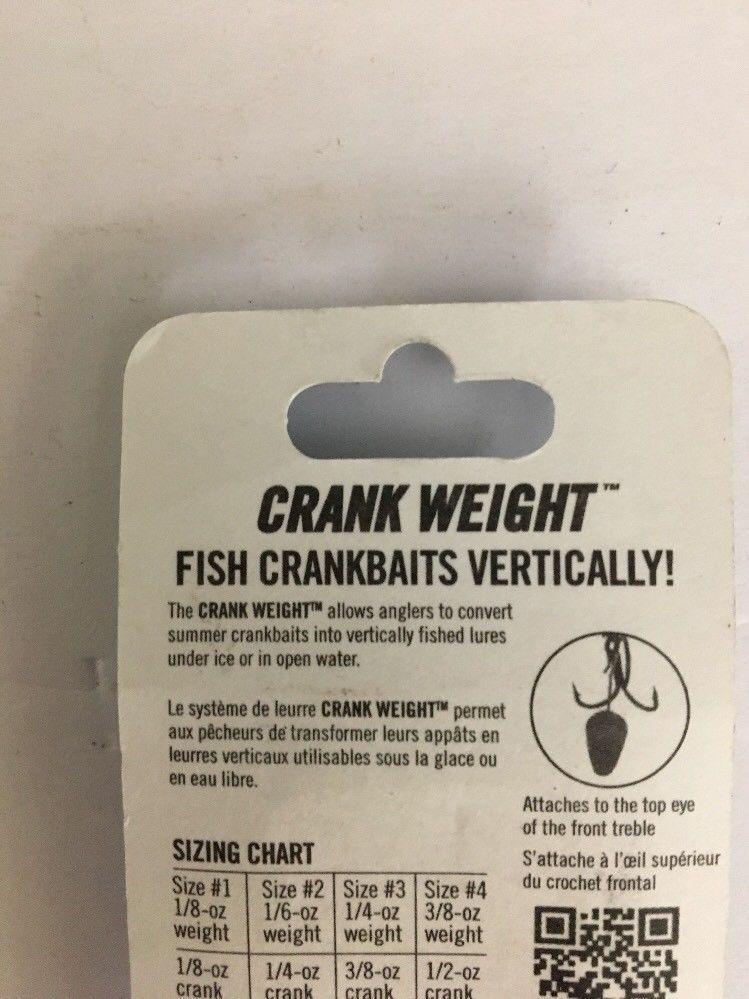 CRANK WEIGHT™
FISH CRANKBAITS VERTICALLY!
The CRANK WEIGHT™ allows anglers to convert
summer crankbaits into vertically fished lures
under ice or in open water.
Le système de leurre CRANK WEIGHT™ permet
aux pêcheurs de transformer leurs appâts en
leurres verticaux utilisables sous la glace ou
en eau libre.
Attaches to the top eye
of the front treble
S'attache à l'œil supérieur
du crochet frontal
SIZING CHART
Size #1 Size #2 Size #3 Size #4
1/8-oz 1/6-oz 1/4-oz 3/8-oz
weight weight weight weight
1/8-oz 1/4-oz 3/8-oz 1/2-oz
crank crank crank crank